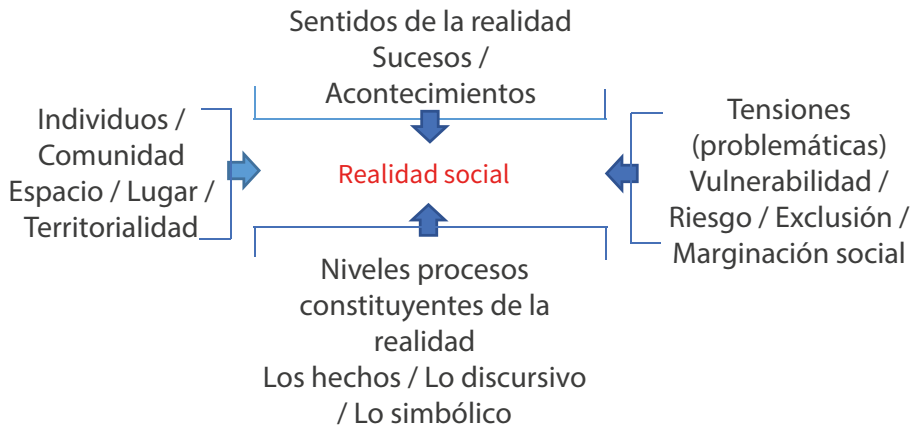 Sentidos de la realidad
Sucesos /
Acontecimientos
Individuos /
Comunidad
Espacio / Lugar /
Territorialidad
Realidad social
Tensiones
(problemáticas)
Vulnerabilidad /
Riesgo / Exclusión /
Marginación social
Niveles procesos
constituyentes de la
realidad
Los hechos / Lo discursivo
/ Lo simbólico